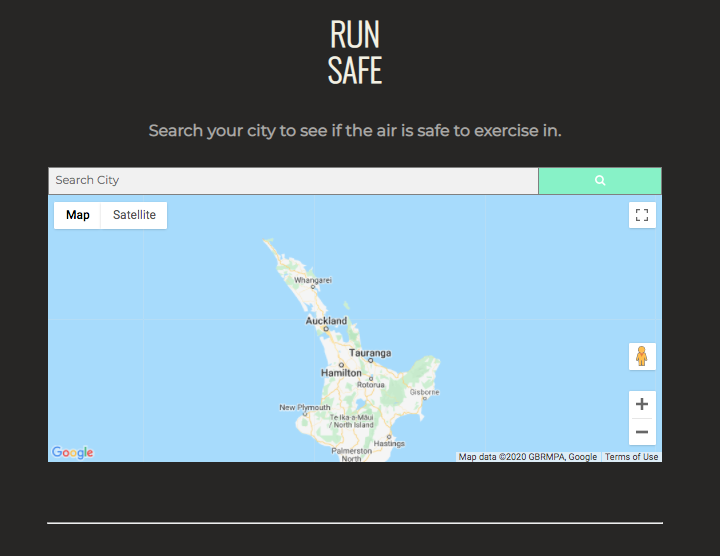 RUN
SAFE
Search your city to see if the air is safe to exercise in.
Search City
Map Satellite
Whangarei
Auckland
Tauranga
Hamilton
Rotorua
Gisborne
New Plymouth
Te-Ika-a-Māui
/ North Island
Hastings
Palmerston
North
Google
Map data ©2020 GBRMPA, Google Terms of Use